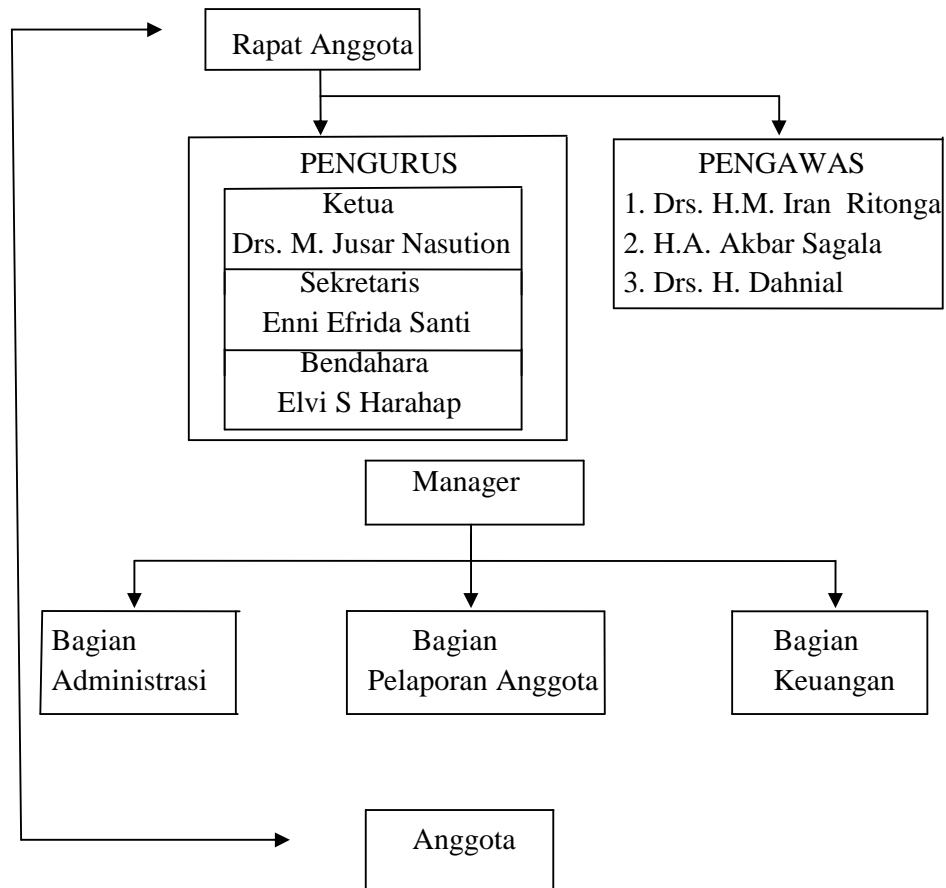 Rapat Anggota
PENGURUS
Ketua
Drs. M. Jusar Nasution
Sekretaris
Enni Efrida Santi
Bendahara
Elvi S Harahap
PENGAWAS
1. Drs. H.M. Iran Ritonga
2. H.A. Akbar Sagala
3. Drs. H. Dahnial
Manager
Bagian
Administrasi
Bagian
Pelaporan Anggota
Bagian
Keuangan
Anggota